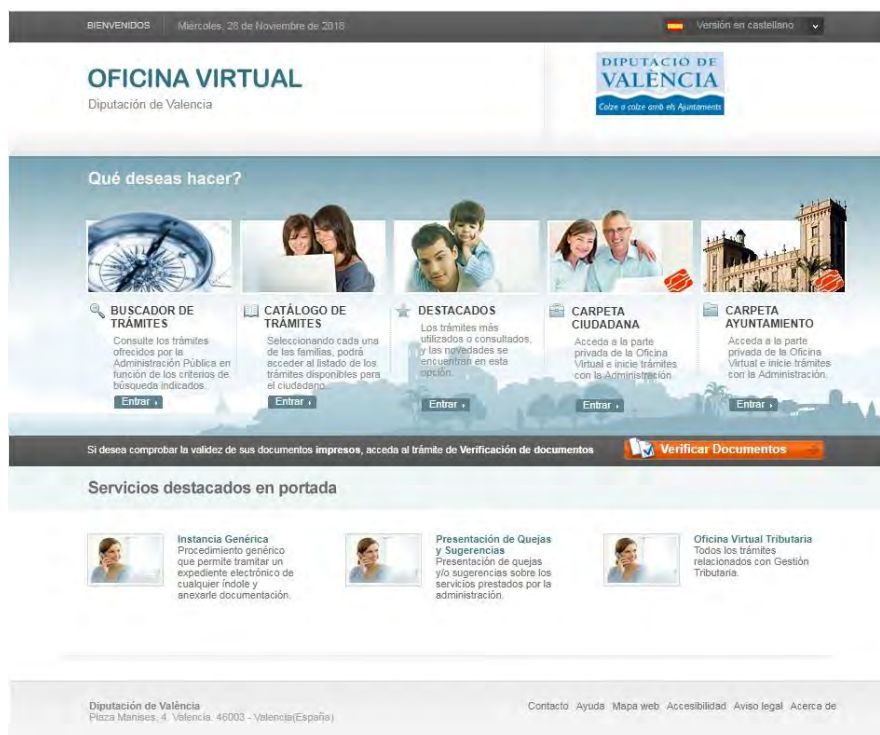 BIENVENIDOS
Miércoles, 28 de Noviembre de 2018
Versión en castellano
OFICINA VIRTUAL
Diputación de Valencia
DIPUTACIÓ DE
VALÈNCIA
Colze a colze amb els Ajuntaments
Qué deseas hacer?
BUSCADOR DE
TRÁMITES
Consulte los trámites
ofrecidos por la
Administración Pública en
función de los criterios de
búsqueda indicados.
Entrar
CATÁLOGO DE
TRÁMITES
Seleccionando cada una
de las familias, podrá
acceder al listado de los
trámites disponibles para
el ciudadano.
Entrar
DESTACADOS
Los trámites más
utilizados o consultados,
y las novedades se
encuentran en esta
opción.
Entrar
CARPETA
CIUDADANA
Acceda a la parte
privada de la Oficina
Virtual e inicie trámites
con la Administración
Entrar
CARPETA
AYUNTAMIENTO
Acceda a la parte
privada de la Oficina
Virtual e inicie trámites
con la Administración.
Entrar
Si desea comprobar la validez de sus documentos impresos, acceda al trámite de Verificación de documentos
Verificar Documentos
Servicios destacados en portada
Instancia Genérica
Procedimiento genérico
que permite tramitar un
expediente electrónico de
cualquier índole y
anexarle documentación.
Presentación de Quejas
y Sugerencias
Presentación de quejas
y/o sugerencias sobre los
servicios prestados por la
administración.
Oficina Virtual Tributaria
Todos los trámites
relacionados con Gestión
Tributaria.
Diputación de València
Plaza Manises, 4. Valencia. 46003 - Valencia(España)
Contacto Ayuda Mapa web Accesibilidad Aviso legal Acerca de